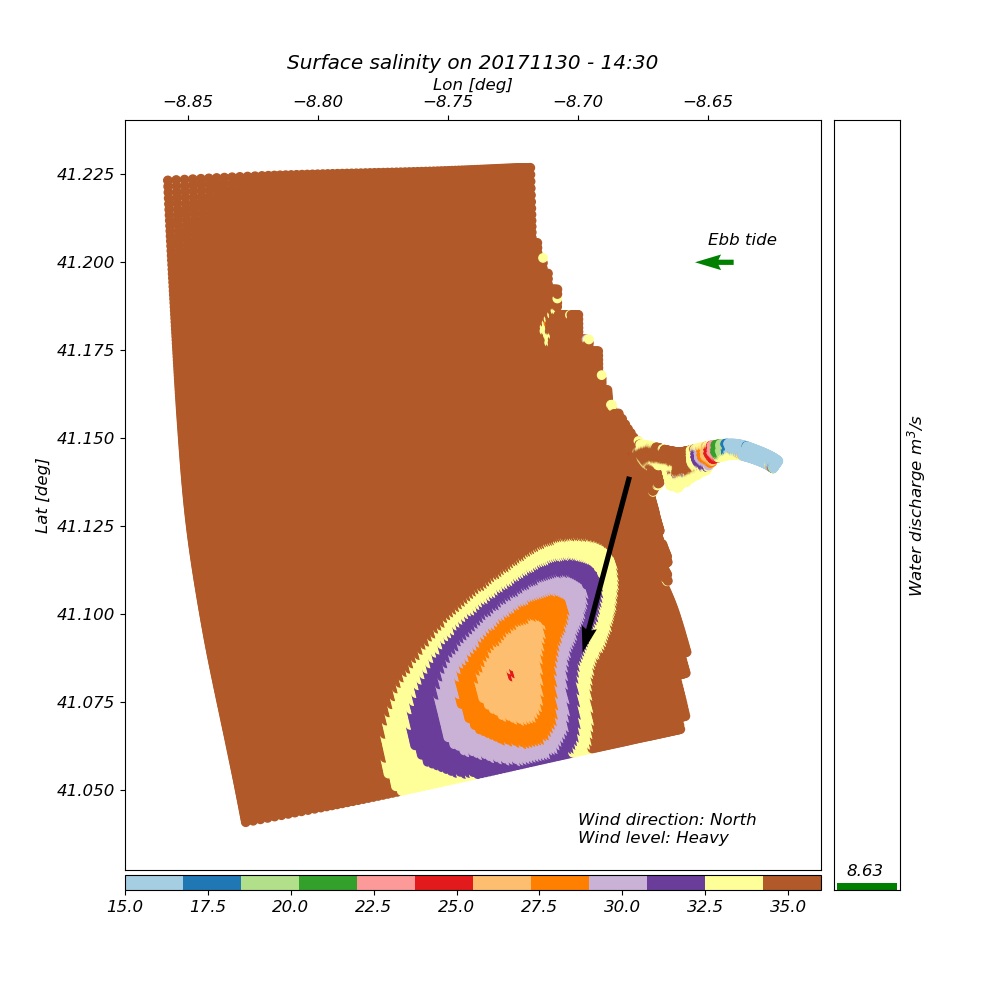 Surface salinity on 20171130 - 14:30
Lon [deg]
−8.85 −8.80 −8.75 −8.70 −8.65
41.225
41.200
41.175
41.150
41.125
41.100
41.075
41.050
Lat [deg]
Ebb tide
Wind direction: North
Wind level: Heavy
15.0 17.5 20.0 22.5 25.0 27.5 30.0 32.5 35.0
8.63
Water discharge m³/s